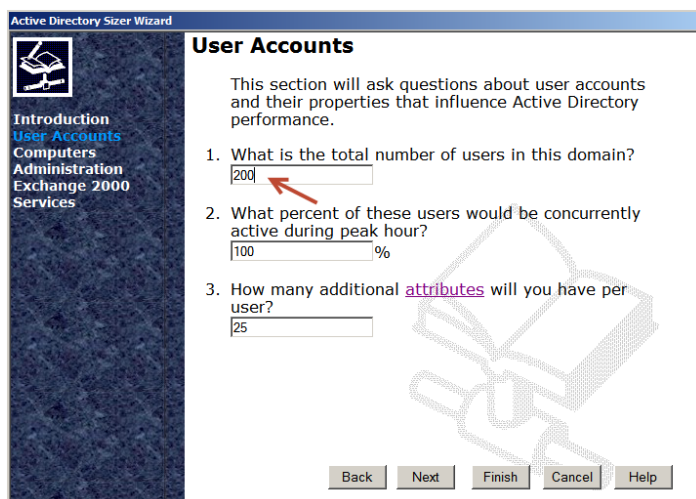 Active Directory Sizer Wizard
Introduction
User Accounts
Computers
Administration
Exchange 2000
Services
User Accounts
This section will ask questions about user accounts
and their properties that influence Active Directory
performance.
1. What is the total number of users in this domain?
200
2. What percent of these users would be concurrently
active during peak hour?
100 %
3. How many additional attributes will you have per
user?
25
Back Next Finish Cancel Help